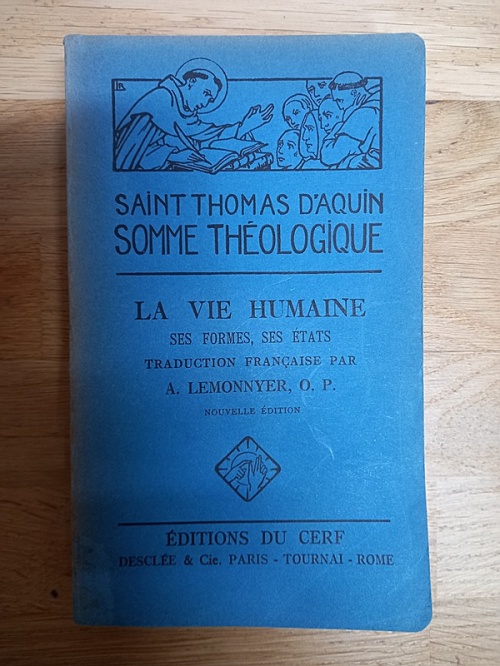 SAINT THOMAS D'AQUIN
SOMME THÉOLOGIQUE
LA VIE HUMAINE
SES FORMES, SES ÉTATS
TRADUCTION FRANÇAISE PAR
A. LEMONNYER, O. P.
NOUVELLE ÉDITION
ÉDITIONS DU CERF
DESCLÉE & Cie. PARIS - TOURNAI - ROME